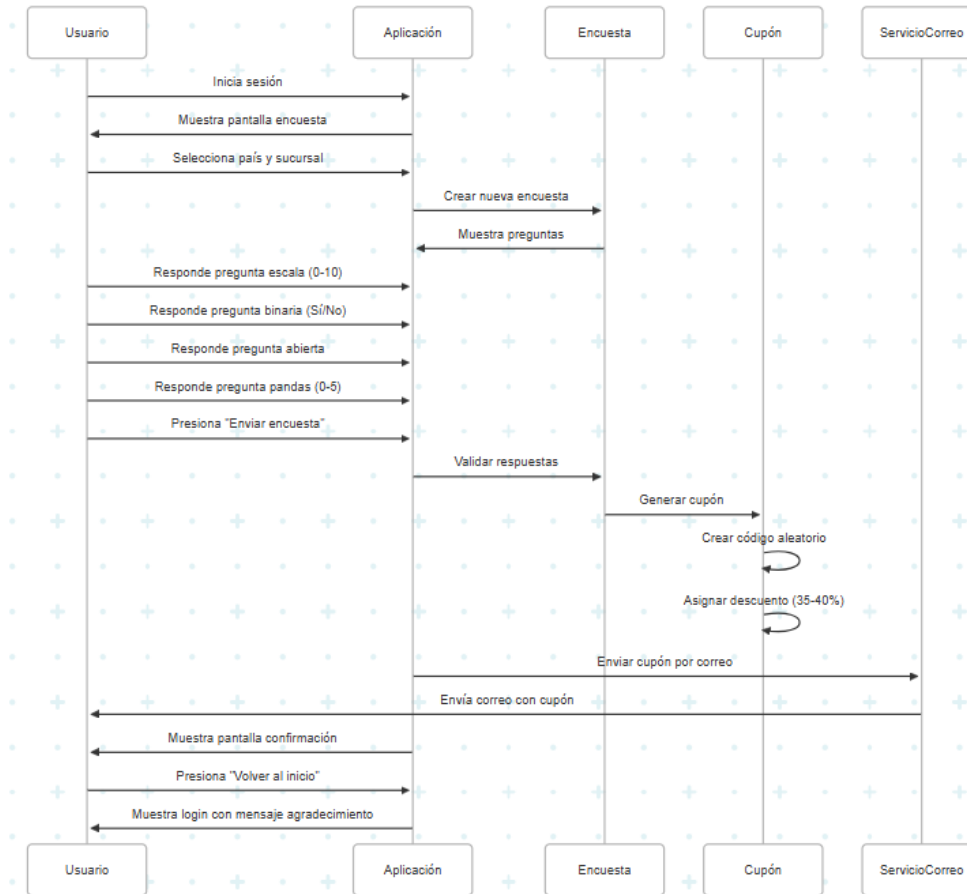 Usuario
Aplicación
Encuesta
Cupón
ServicioCorreo
Inicia sesión
Muestra pantalla encuesta
Selecciona país y sucursal
Crear nueva encuesta
Muestra preguntas
Responde pregunta escala (0-10)
Responde pregunta binaria (Sí/No)
Responde pregunta abierta
Responde pregunta pandas (0-5)
Presiona "Enviar encuesta"
Validar respuestas
Generar cupón
Crear código aleatorio
Asignar descuento (35-40%)
Enviar cupón por correo
Envía correo con cupón
Muestra pantalla confirmación
Presiona "Volver al inicio"
Muestra login con mensaje agradecimiento
Usuario
Aplicación
Encuesta
Cupón
ServicioCorreo